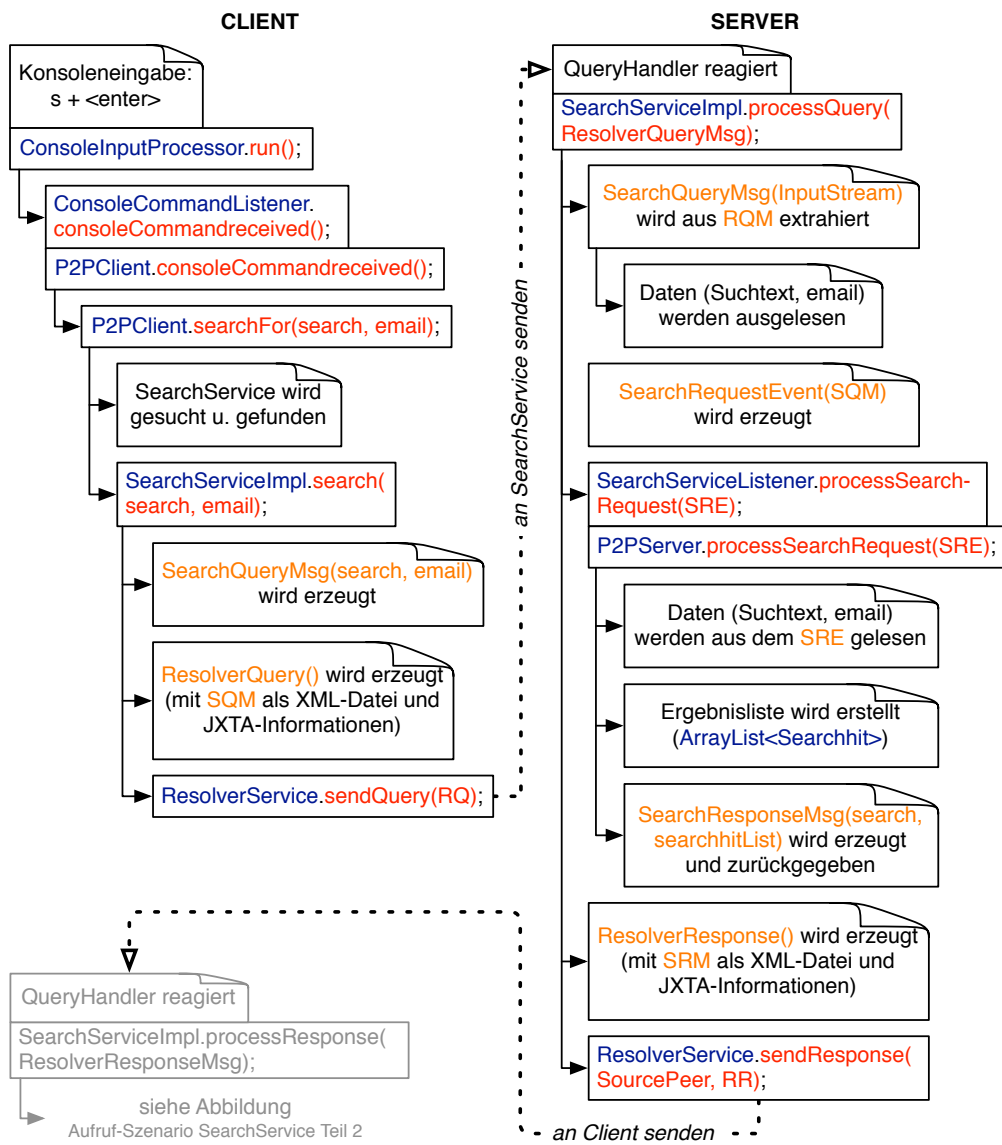 CLIENT
Konsoleneingabe:
s + <enter>
ConsoleInputProcessor.run();
ConsoleCommandListener.
consoleCommandreceived();
P2PClient.consoleCommandreceived();
P2PClient.searchFor(search, email);
SearchService wird
gesucht u. gefunden
SearchServiceImpl.search(
search, email);
SearchQueryMsg(search, email)
wird erzeugt
ResolverQuery() wird erzeugt
(mit SQM als XML-Datei und
JXTA-Informationen)
ResolverService.sendQuery(RQ);
an SearchService senden
SERVER
QueryHandler reagiert
SearchServiceImpl.processQuery(
ResolverQueryMsg);
SearchQueryMsg(InputStream)
wird aus RQM extrahiert
Daten (Suchtext, email)
werden ausgelesen
SearchRequestEvent(SQM)
wird erzeugt
SearchServiceListener.processSearch-
Request(SRE);
P2PServer.processSearchRequest(SRE);
Daten (Suchtext, email)
werden aus dem SRE gelesen
Ergebnisliste wird erstellt
(ArrayList<Searchhit>)
SearchResponseMsg(search,
searchhitList) wird erzeugt
und zurückgegeben
ResolverResponse() wird erzeugt
(mit SRM als XML-Datei und
JXTA-Informationen)
ResolverService.sendResponse(
SourcePeer, RR);
an Client senden
QueryHandler reagiert
SearchServiceImpl.processResponse(
ResolverResponseMsg);
siehe Abbildung
Aufruf-Szenario SearchService Teil 2